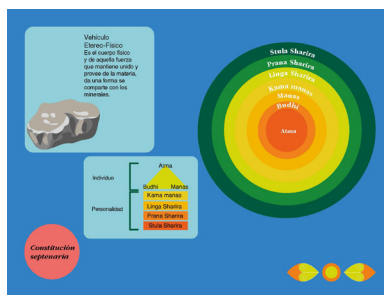 Vehículo
Etereo-Físico
Es el cuerpo físico
y de aquella fuerza
que mantiene unido y
provee de la materia,
da una forma se
comparte con los
minerales.
Stula Sharira
Prana Sharira
Linga Sharira
Kama manas
Manas
Budhi
Atma
Atma
Individuo
Budhi Manas
Kama manas
Personalidad
Linga Sharira
Prana Sharira
Stula Sharira
Constitución
septenaria